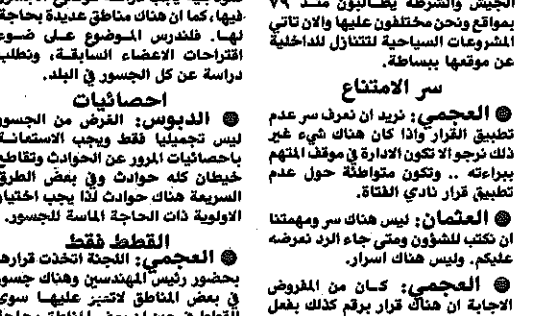 الجيش والشرطة يطالبون منذ ٧٩
بمواقع ونحن مختلفون عليها والان تاتي
المشروعات السياحية لتتنازل للداخلية
عن موقعها ببساطة.
سر الامتناع
● العجمي: نريد ان نعرف سر عدم
تطبيق القرار واذا كان هناك شيء غير
ذلك نرجو الا تكون الادارة في موقف المتهم
ببراءته .. وتكون متواطئة حول عدم
تطبيق قرار نادي الفتاة.
● العثمان: ليس هناك سر ومهمتنا
ان نكتب للشؤون ومتى جاء الرد نعرضه
عليكم. وليس هناك اسرار.
● العجمي: كان من المفروض
الاجابة ان هناك قرار برقم كذلك بفعل
فيها، كما ان هناك مناطق عديدة بحاجة
لها. فلندرس الموضوع على ضوء
اقتراحات الاعضاء السابقة، ونطلب
دراسة عن كل الجسور في البلد.
احصائيات
● الدبوس: الغرض من الجسور
ليس تجميليا فقط ويجب الاستعانة
باحصائيات المرور عن الحوادث وتقاطع
خيطان كله حوادث وفي بعض الطرق
السريعة هناك حوادث لذا يجب اختيار
الاولوية ذات الحاجة الماسة للجسور.
القطط فقط
● العجمي: اللجنة اتخذت قرارها
بحضور رئيس المهندسين وهناك جسور
في بعض المناطق لاتعبر عليها سوى